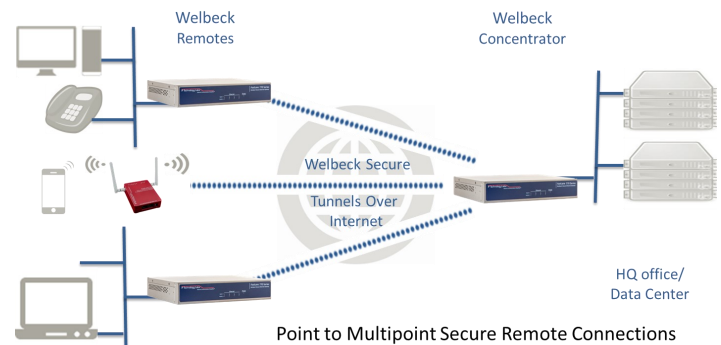 Welbeck
Remotes
Welbeck
Concentrator
Welbeck Secure
Tunnels Over
Internet
HQ office/
Data Center
Point to Multipoint Secure Remote Connections